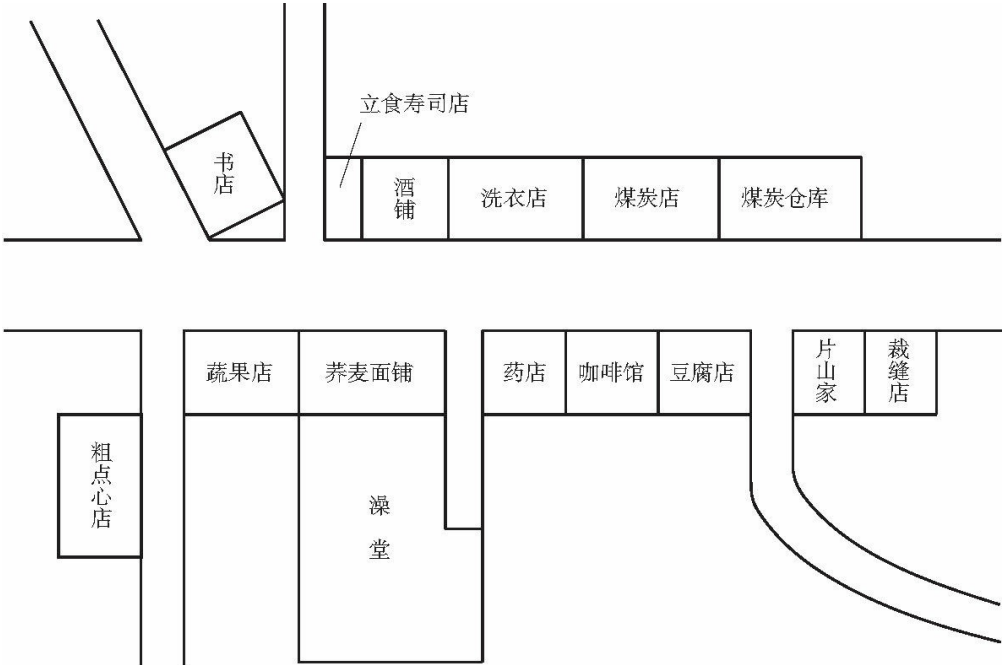 立食寿司店
书店
酒铺
洗衣店
煤炭店
煤炭仓库
蔬果店
荞麦面铺
药店
咖啡馆
豆腐店
片山家
裁缝店
粗点心店
澡堂